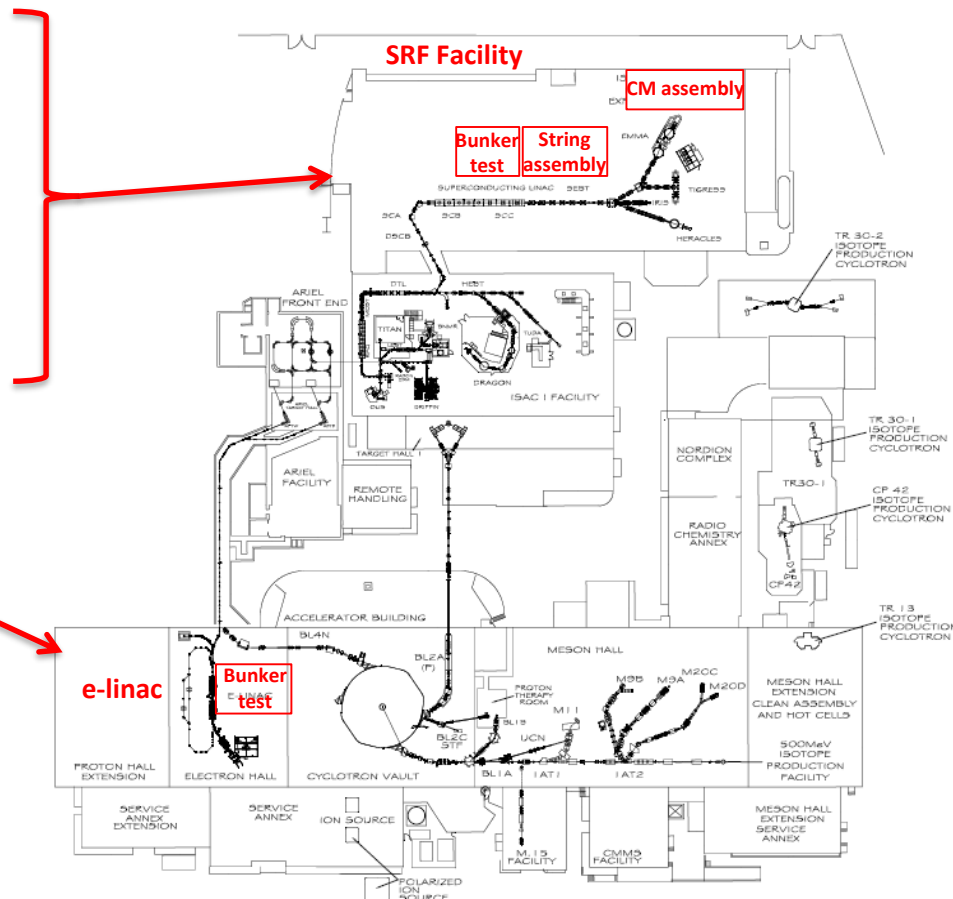 SRF Facility
CM assembly
EMMA
Bunker
test
String
assembly
SUPERCONDUCTING LINAC
SEBT
TIGRESS
IRIS
SCA
SCB
SCC
DSCB
HERACLES
TR 30-2
ISOTOPE
PRODUCTION
CYCLOTRON
ARIEL
FRONT END
DTL
HEBT
TITAN
TUDA
DRAGON
GRIFFIN
ISAC I FACILITY
TARGET HALL 1
TR 30-1
ISOTOPE
PRODUCTION
CYCLOTRON
NORDION
COMPLEX
TR30-1
ARIEL
FACILITY
REMOTE
HANDLING
CP 42
ISOTOPE
PRODUCTION
CYCLOTRON
RADIO
CHEMISTRY
ANNEX
CP42
ACCELERATOR BUILDING
TR 13
ISOTOPE
PRODUCTION
CYCLOTRON
BL4N
BL2A
(P)
MESON HALL
e-linac
Bunker
test
E-LINAC
PROTON
THERAPY
ROOM
M9B
M9A
M20C
M20D
MESON HALL
EXTENSION
CLEAN ASSEMBLY
AND HOT CELLS
BL1B
M11
BL2C
STF
UCN
500MeV
ISOTOPE
PRODUCTION
FACILITY
PROTON HALL
EXTENSION
ELECTRON HALL
CYCLOTRON VAULT
BL1A
1AT1
1AT2
SERVICE
ANNEX
EXTENSION
SERVICE
ANNEX
ION SOURCE
M.15
FACILITY
CMMS
FACILITY
MESON HALL
EXTENSION
SERVICE
ANNEX
POLARIZED
ION
SOURCE